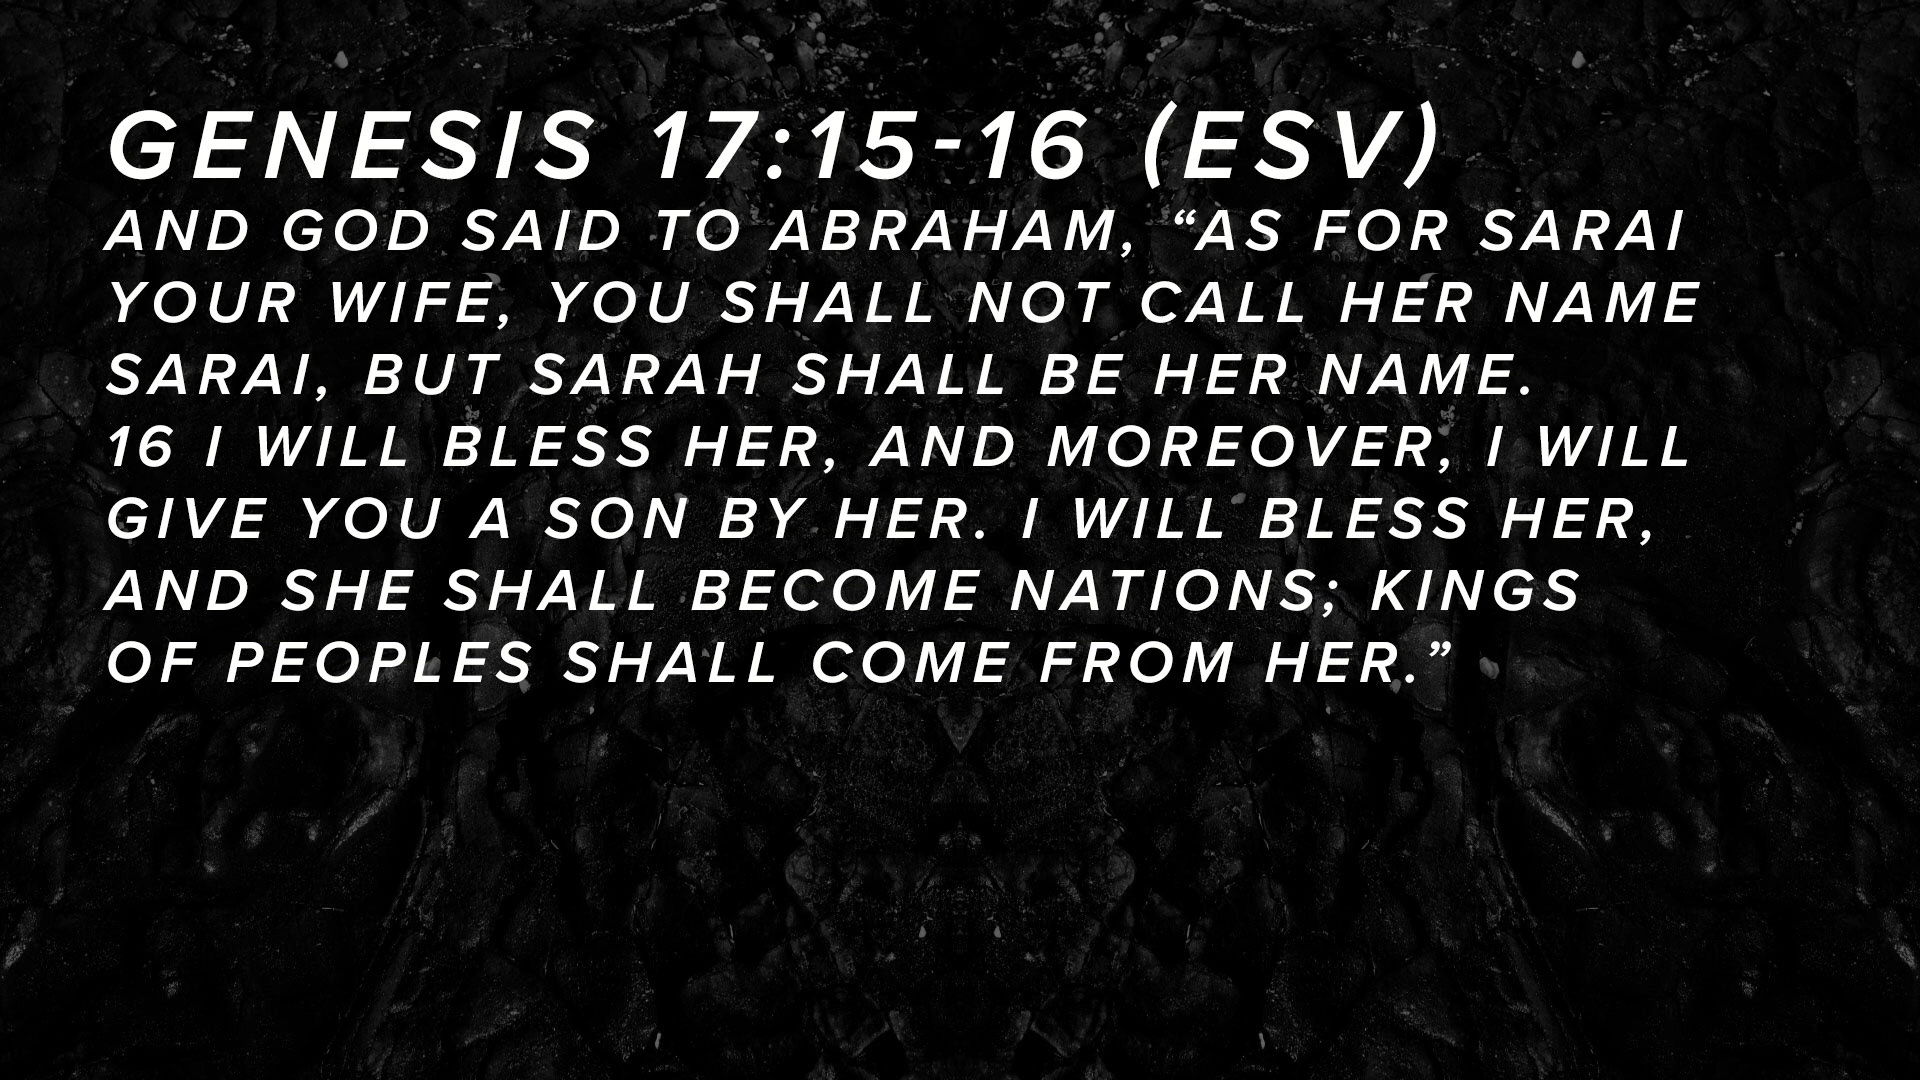 GENESIS 17:15-16 (ESV)
AND GOD SAID TO ABRAHAM, “AS FOR SARAI
YOUR WIFE, YOU SHALL NOT CALL HER NAME
SARAI, BUT SARAH SHALL BE HER NAME.
16 I WILL BLESS HER, AND MOREOVER, I WILL
GIVE YOU A SON BY HER. I WILL BLESS HER,
AND SHE SHALL BECOME NATIONS; KINGS
OF PEOPLES SHALL COME FROM HER.”